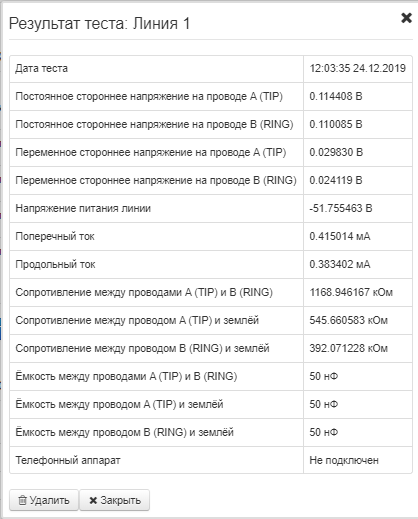 Результат теста: Линия 1
Дата теста 12:03:35 24.12.2019
Постоянное стороннее напряжение на проводе А (TIP) 0.114408 В
Постоянное стороннее напряжение на проводе В (RING) 0.110085 В
Переменное стороннее напряжение на проводе А (TIP) 0.029830 В
Переменное стороннее напряжение на проводе В (RING) 0.024119 В
Напряжение питания линии -51.755463 В
Поперечный ток 0.415014 мА
Продольный ток 0.383402 мА
Сопротивление между проводами А (TIP) и В (RING) 1168.946167 кОм
Сопротивление между проводом А (TIP) и землёй 545.660583 кОм
Сопротивление между проводом В (RING) и землёй 392.071228 кОм
Ёмкость между проводами А (TIP) и В (RING) 50 нФ
Ёмкость между проводом А (TIP) и землёй 50 нФ
Ёмкость между проводом В (RING) и землёй 50 нФ
Телефонный аппарат Не подключен
Удалить Закрыть